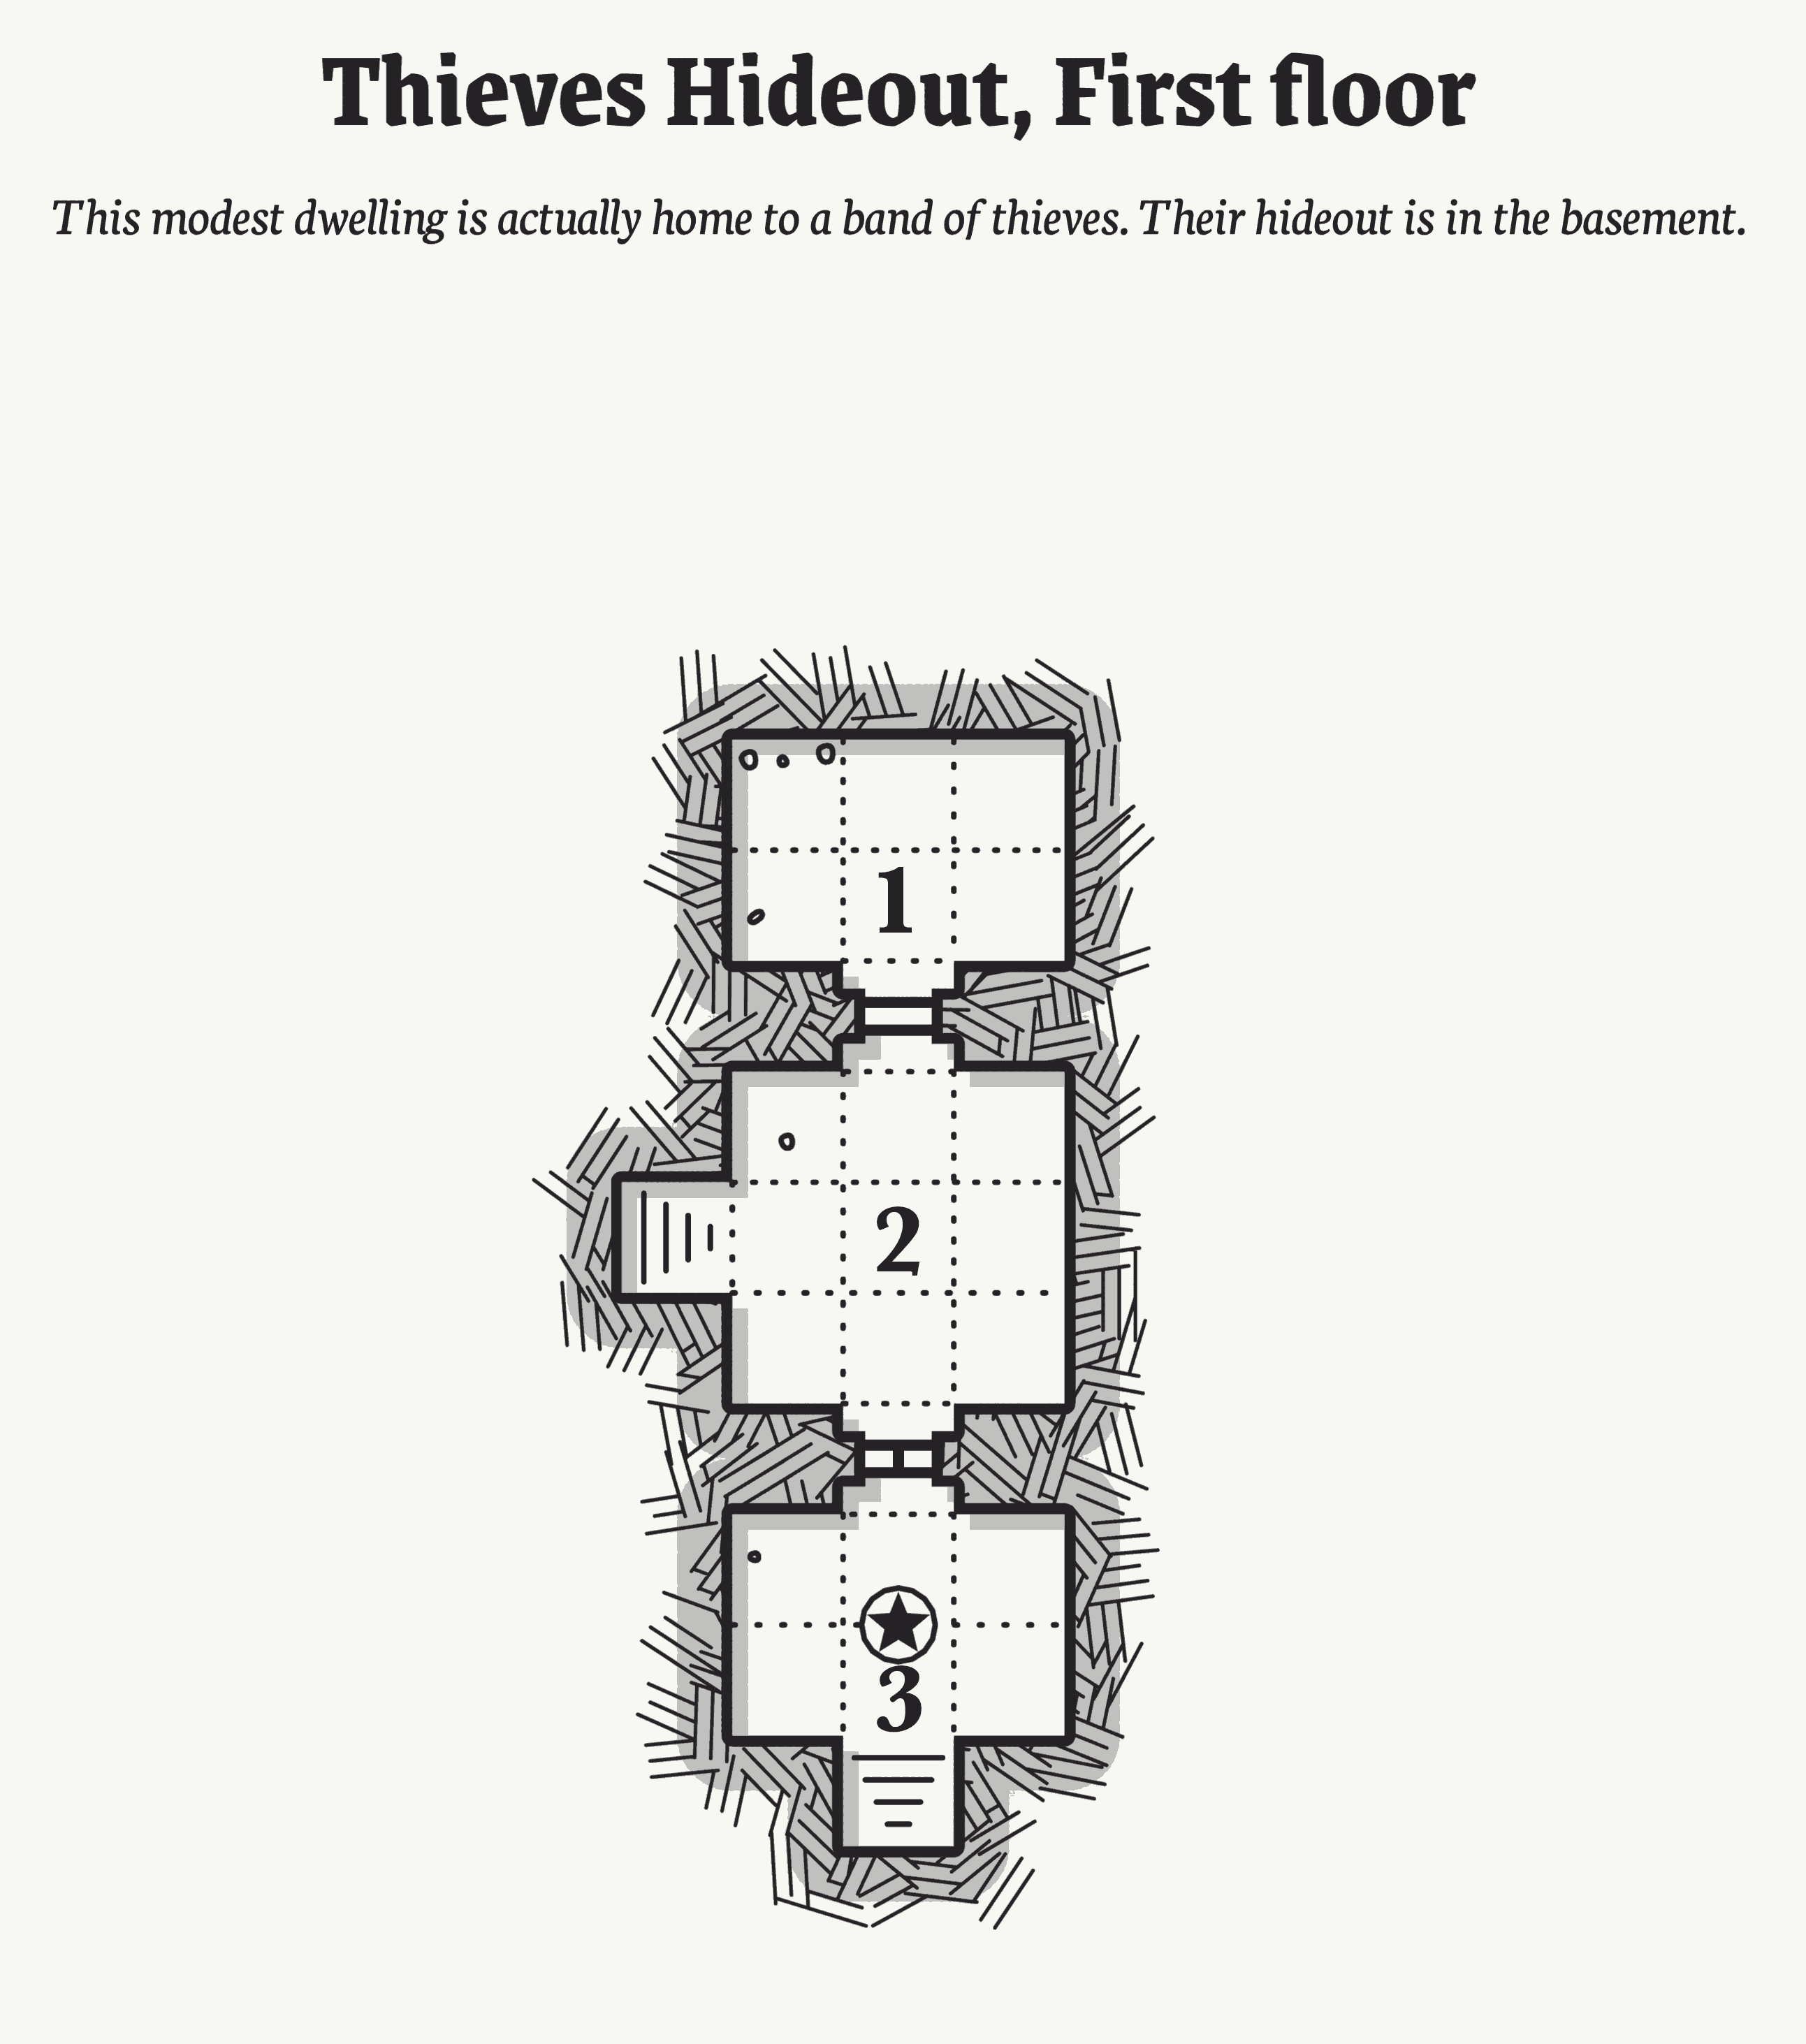 Thieves Hideout, First floor
This modest dwelling is actually home to a band of thieves. Their hideout is in the basement.
1
2
3